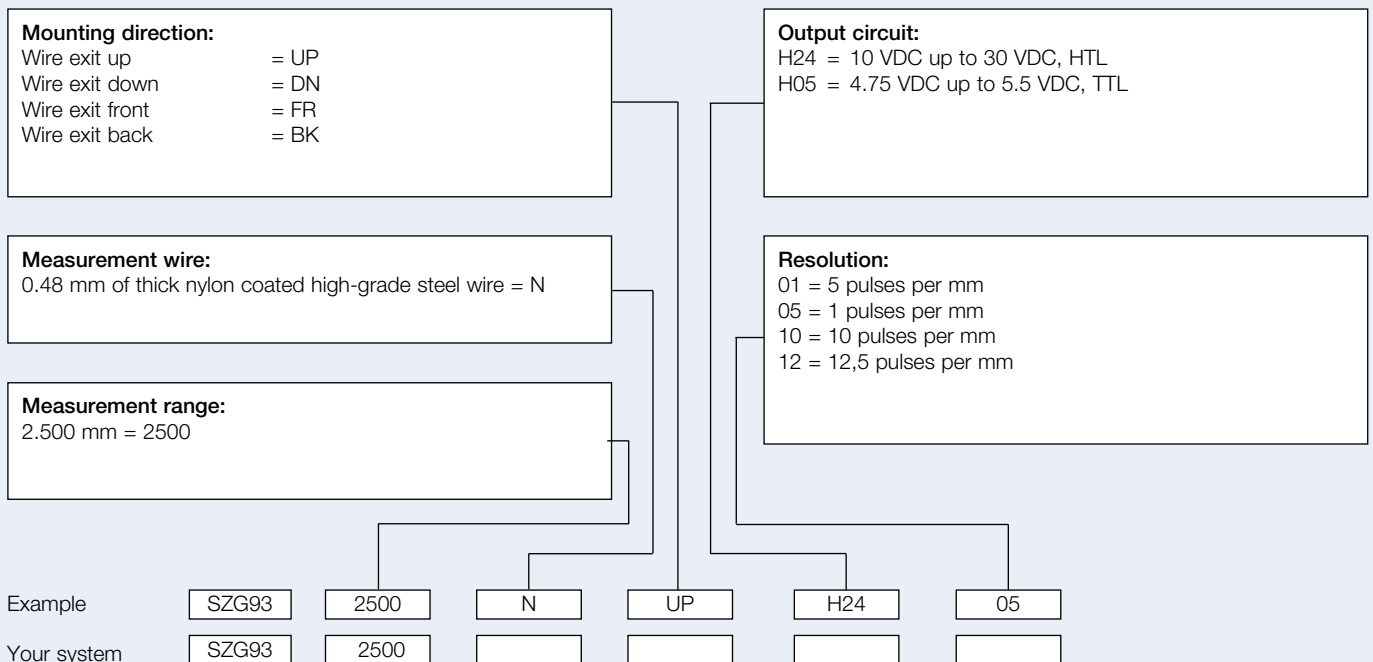 Mounting direction:
Wire exit up = UP
Wire exit down = DN
Wire exit front = FR
Wire exit back = BK
Output circuit:
H24 = 10 VDC up to 30 VDC, HTL
H05 = 4.75 VDC up to 5.5 VDC, TTL
Measurement wire:
0.48 mm of thick nylon coated high-grade steel wire = N
Resolution:
01 = 5 pulses per mm
05 = 1 pulses per mm
10 = 10 pulses per mm
12 = 12,5 pulses per mm
Measurement range:
2.500 mm = 2500
Example SZG93 2500 N UP H24 05
Your system SZG93 2500